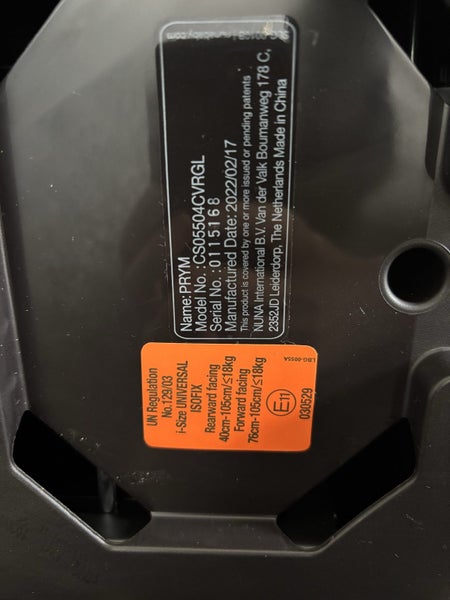 Name:PRYM
Model No.:CS05504CVRGL
Serial No.:0115168
Manufactured Date: 2022/02/17
This product is covered by one or more issued or pending patents
NUNA International B.V. Van der Valk Boumanweg 178 C,
2352JD Leiderdorp, The Netherlands Made in China
UN Regulation
No.129/03
i-Size UNIVERSAL
ISOFIX
Rearward facing
40cm-105cm/≤18kg
Forward facing
76cm-105cm/≤18kg
E11
030529
LBG-0055A